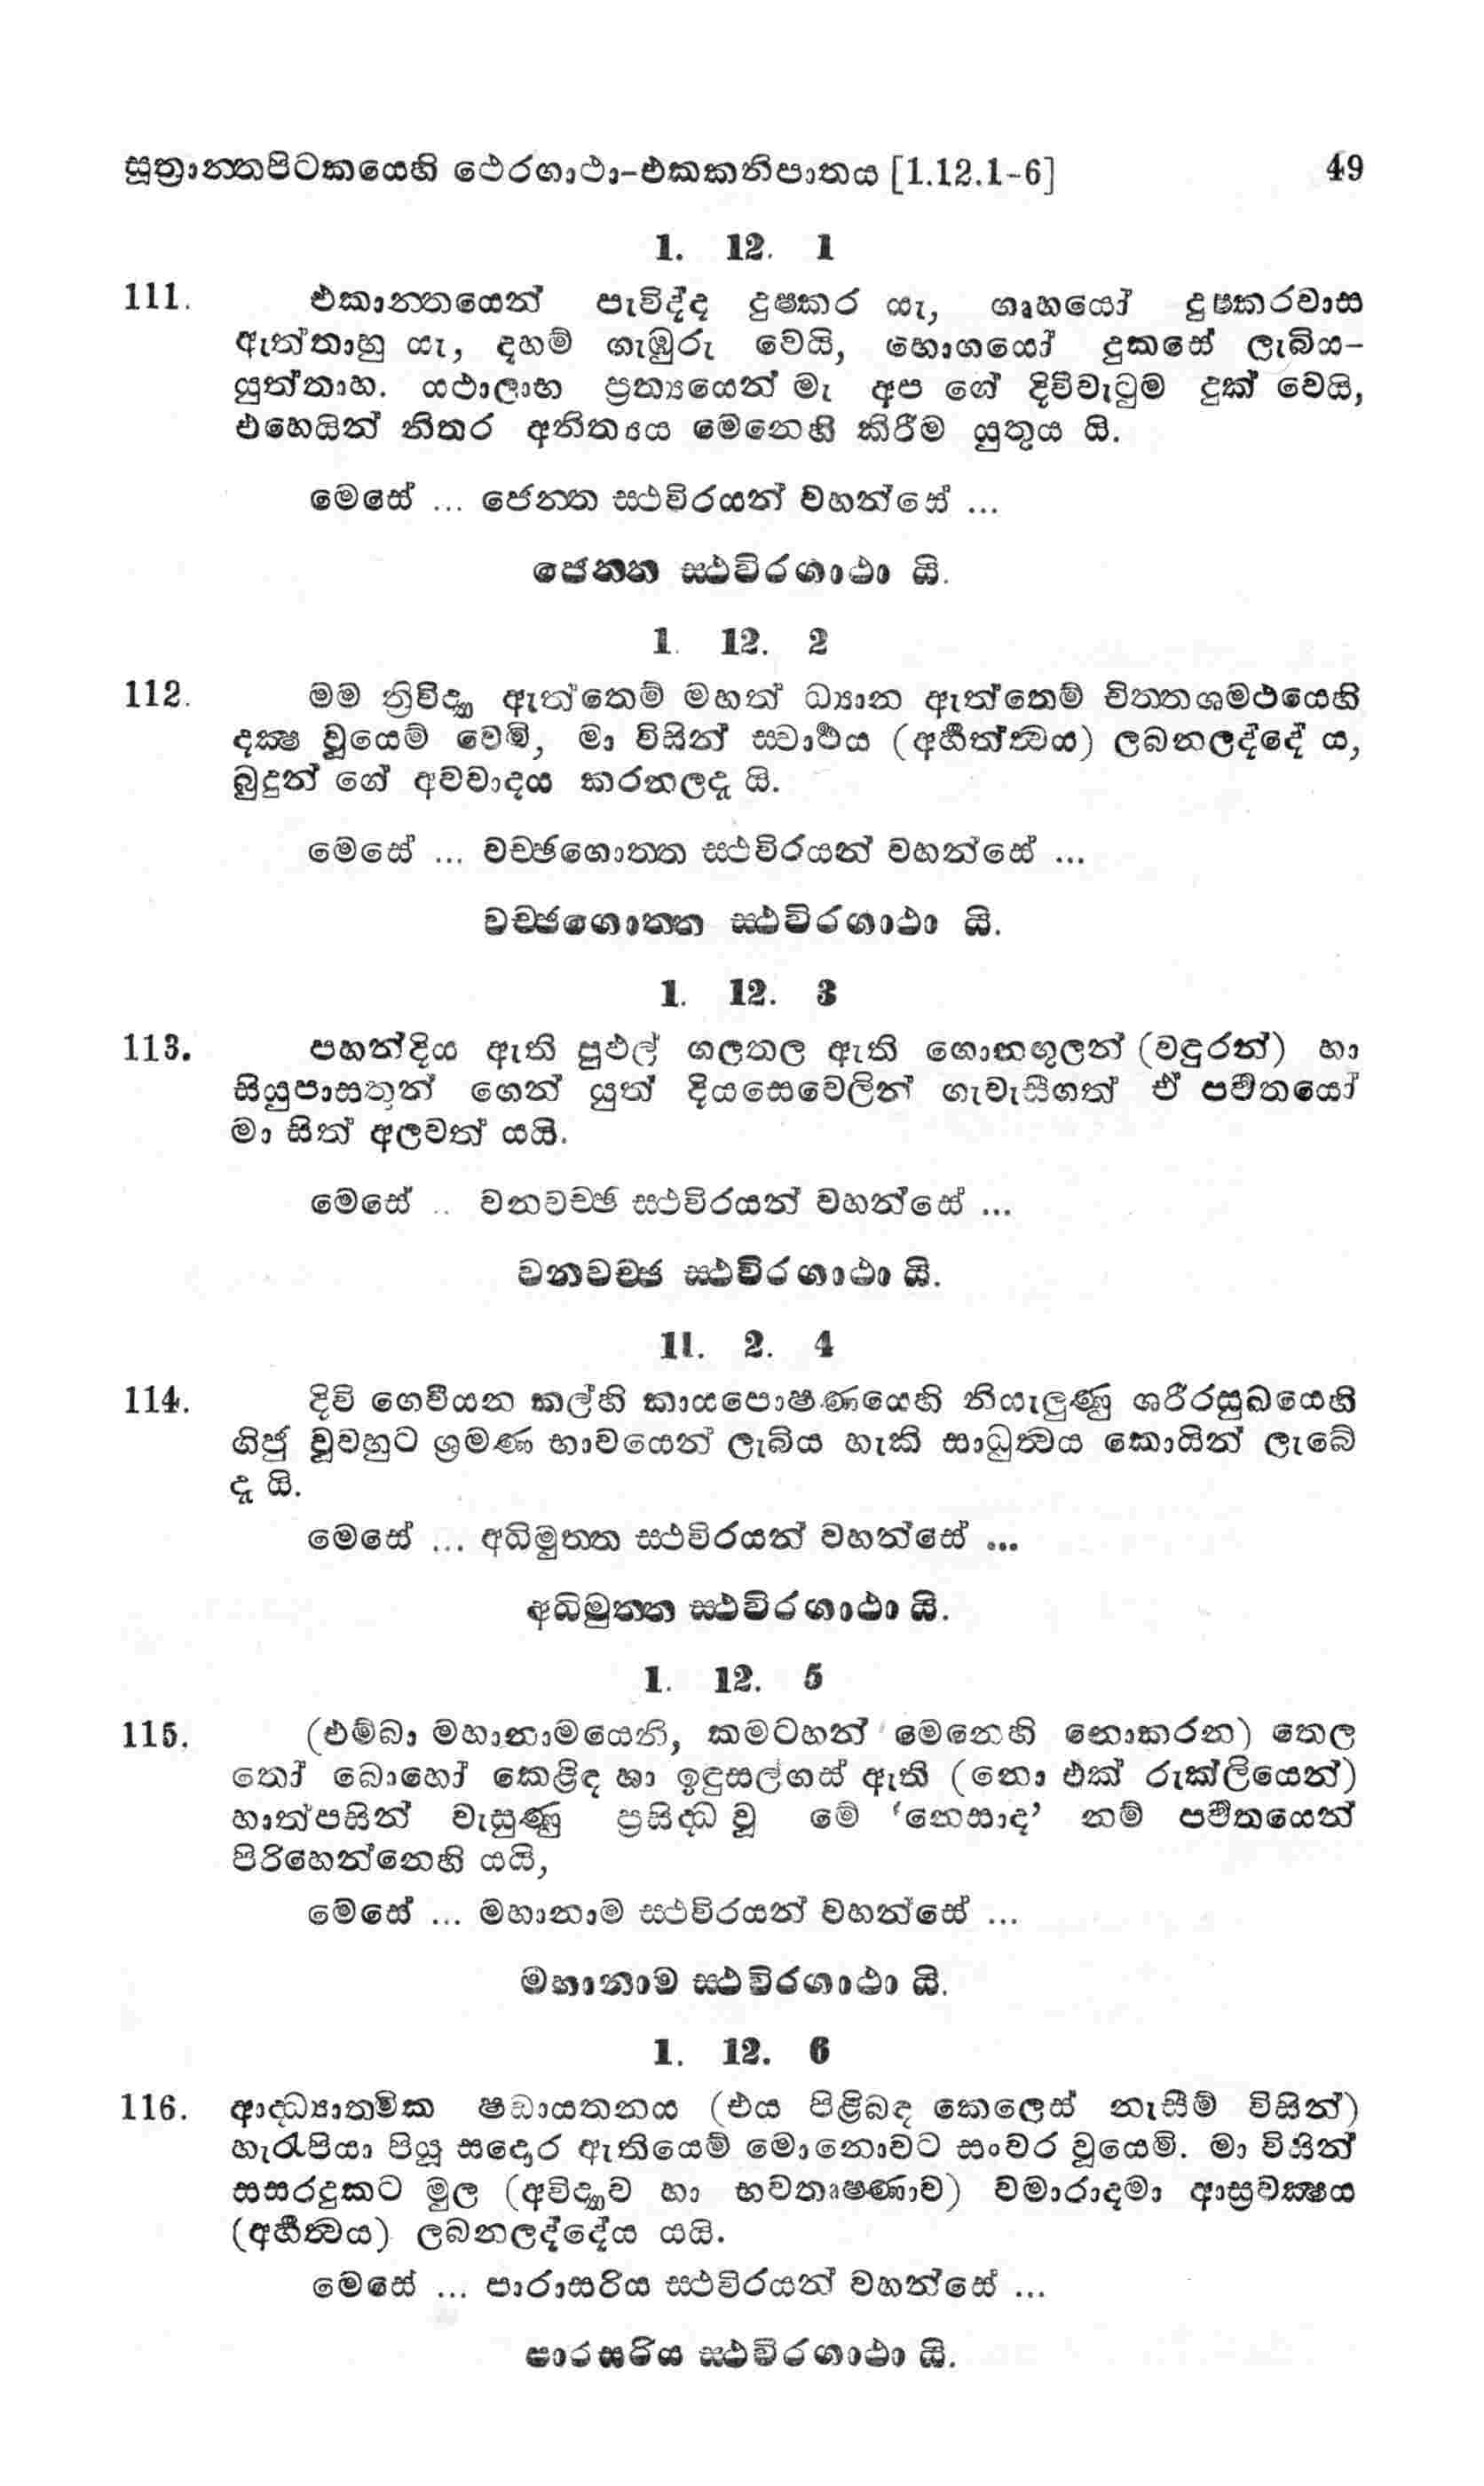 සූත්‍රාන්තපිටකයෙහි ථෙරගාථා-එකකනිපාතය [1.12.1-6] 49
1. 12. 1
111. එකාන්තයෙන් පැවිද්ද දුෂ්කර යැ, ගෘහයෝ දුෂ්කරවාස
ඇත්තාහු යැ, දහම් ගැඹුරු වෙයි, භොගයෝ දුකසේ ලැබිය-
යුත්තාහ. යථාලාභ ප්‍රත්‍යයෙන් මැ අප ගේ දිවිවැටුම දුක් වෙයි,
එහෙයින් නිතර අනිත්‍යය මෙනෙහි කිරීම යුතුය යි.
මෙසේ ... ජෙන්ත ස්ථවිරයන් වහන්සේ ...
ජෙන්ත ස්ථවිරගාථා යි.
1. 12. 2
112. මම ත්‍රිවිද්‍යා ඇත්තෙම් මහත් ධ්‍යාන ඇත්තෙම් චිත්තශමථයෙහි
දක්ෂ වූයෙම් වෙමි, මා විසින් ස්වාර්ථය (අර්හත්ත්වය) ලබනලද්දේ ය,
බුදුන් ගේ අවවාදය කරනලදැ යි.
මෙසේ ... වච්ඡගොත්ත ස්ථවිරයන් වහන්සේ ...
වච්ඡගොත්ත ස්ථවිරගාථා යි.
1. 12. 3
113. පහන්දිය ඇති පුළුල් ගලතල ඇති ගොනඟුලන් (වඳුරන්) හා
සියුපාසතුන් ගෙන් යුත් දියසෙවෙලින් ගැවැසීගත් ඒ පර්වතයෝ
මා සිත් අලවත් යයි.
මෙසේ .. වනවච්ඡ ස්ථවිරයන් වහන්සේ ...
වනවච්ඡ ස්ථවිරගාථා යි.
11. 2. 4
114. දිවි ගෙවීයන කල්හි කායපොෂණයෙහි නියැලුණු ශරීරසුඛයෙහි
ගිජු වූවහුට ශ්‍රමණ භාවයෙන් ලැබිය හැකි සාධුත්වය කොයින් ලැබේ
දැ යි.
මෙසේ ... අධිමුත්ත ස්ථවිරයන් වහන්සේ ...
අධිමුත්ත ස්ථවිරගාථා යි.
1. 12. 5
115. (එම්බා මහානාමයෙනි, කමටහන් මෙනෙහි නොකරන) තෙල
තෝ බොහෝ කෙළිඳ හා ඉඳුසල්ගස් ඇති (නො එක් රුක්ලියෙන්)
හාත්පසින් වැසුණු ප්‍රසිද්ධ වූ මේ ‘නෙසාද’ නම් පර්වතයෙන්
පිරිහෙන්නෙහි යයි,
මෙසේ ... මහානාම ස්ථවිරයන් වහන්සේ ...
මහානාම ස්ථවිරගාථා යි.
1. 12. 6
116. ආද්ධ්‍යාත්මික ෂඩායතනය (එය පිළිබඳ කෙලෙස් නැසීම් විසින්)
හැරැපියා පියූ සදොර ඇතියෙම් මොනොවට සංවර වූයෙමි. මා විසින්
සසරදුකට මුල (අවිද්‍යාව හා භවතෘෂ්ණාව) වමාරාදමා ආස්‍රවක්ෂය
(අර්හත්ත්වය) ලබනලද්දේය යයි.
මෙසේ ... පාරාසරිය ස්ථවිරයන් වහන්සේ ...
පාරසරිය ස්ථවිරගාථා යි.